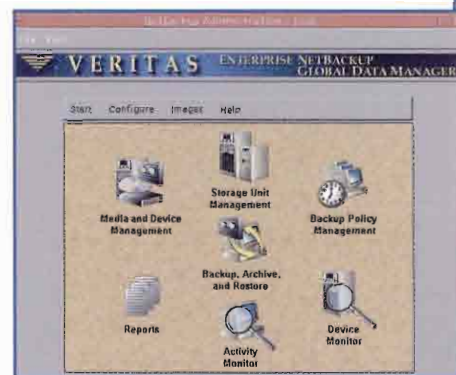 VERITAS ENTERPRISE NETBACKUP
GLOBAL DATA MANAGER
Start Configure Images Help
Storage Unit
Management
Media and Device
Management
Backup Policy
Management
Backup, Archive,
and Restore
Reports
Device
Monitor
Activity
Monitor